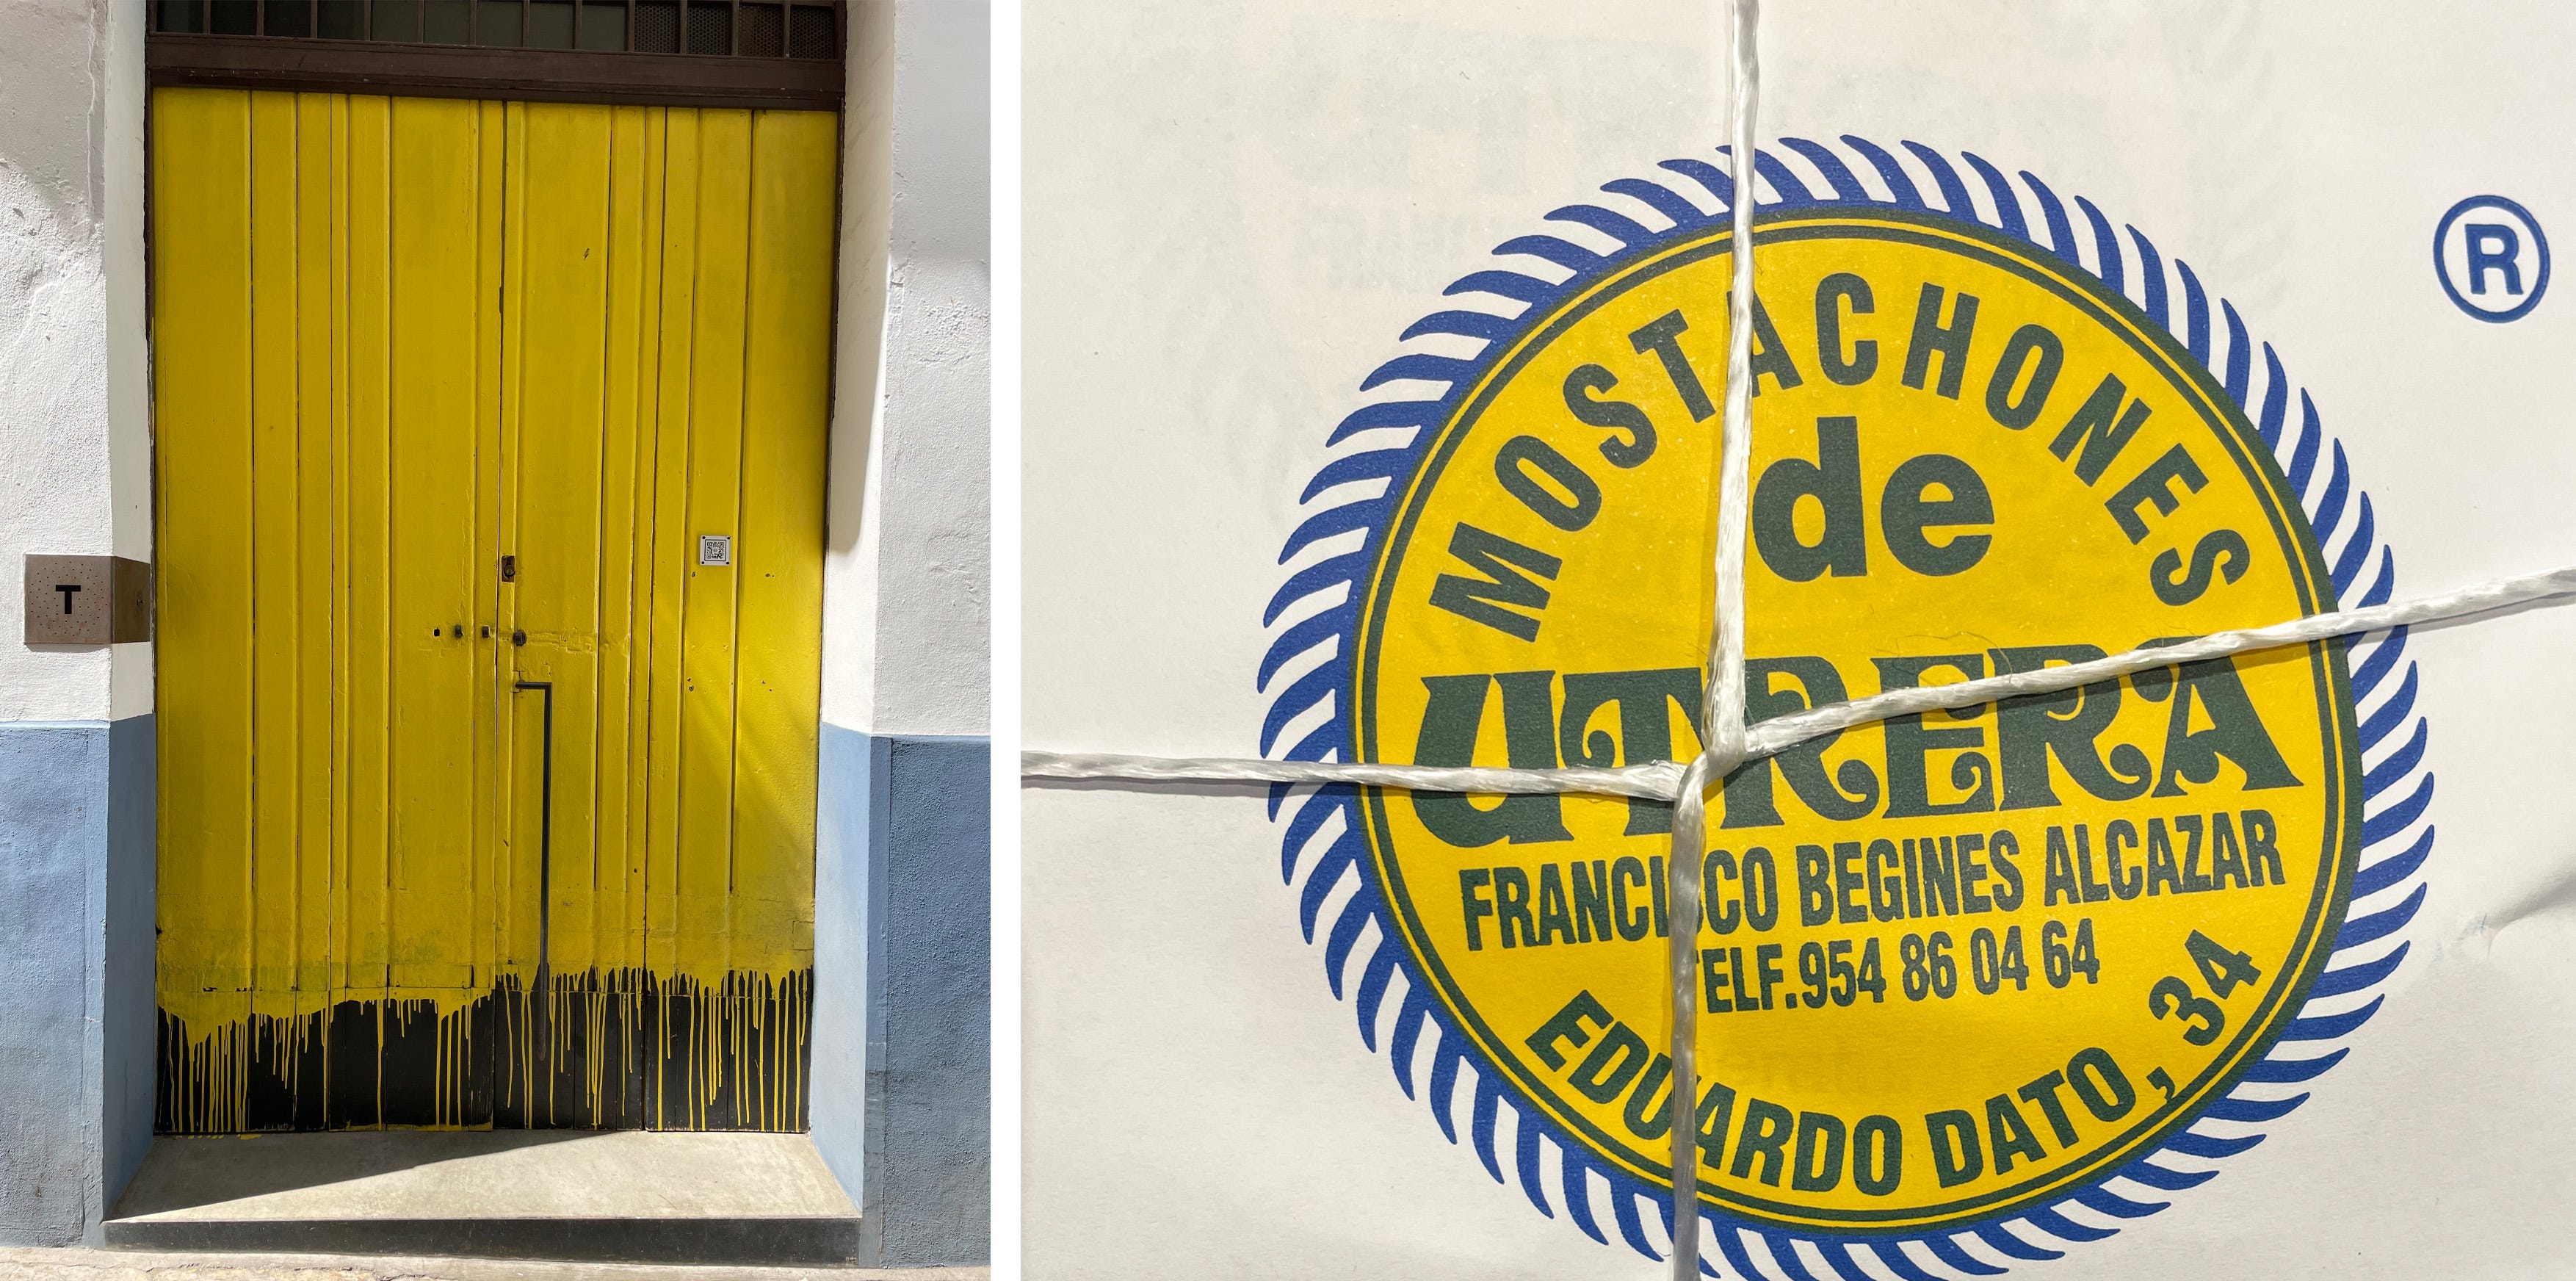 T
MOSTACHONES
de
UTRERA
FRANCISCO BEGINES ALCAZAR
TELF.954 86 04 64
EDUARDO DATO, 34
®